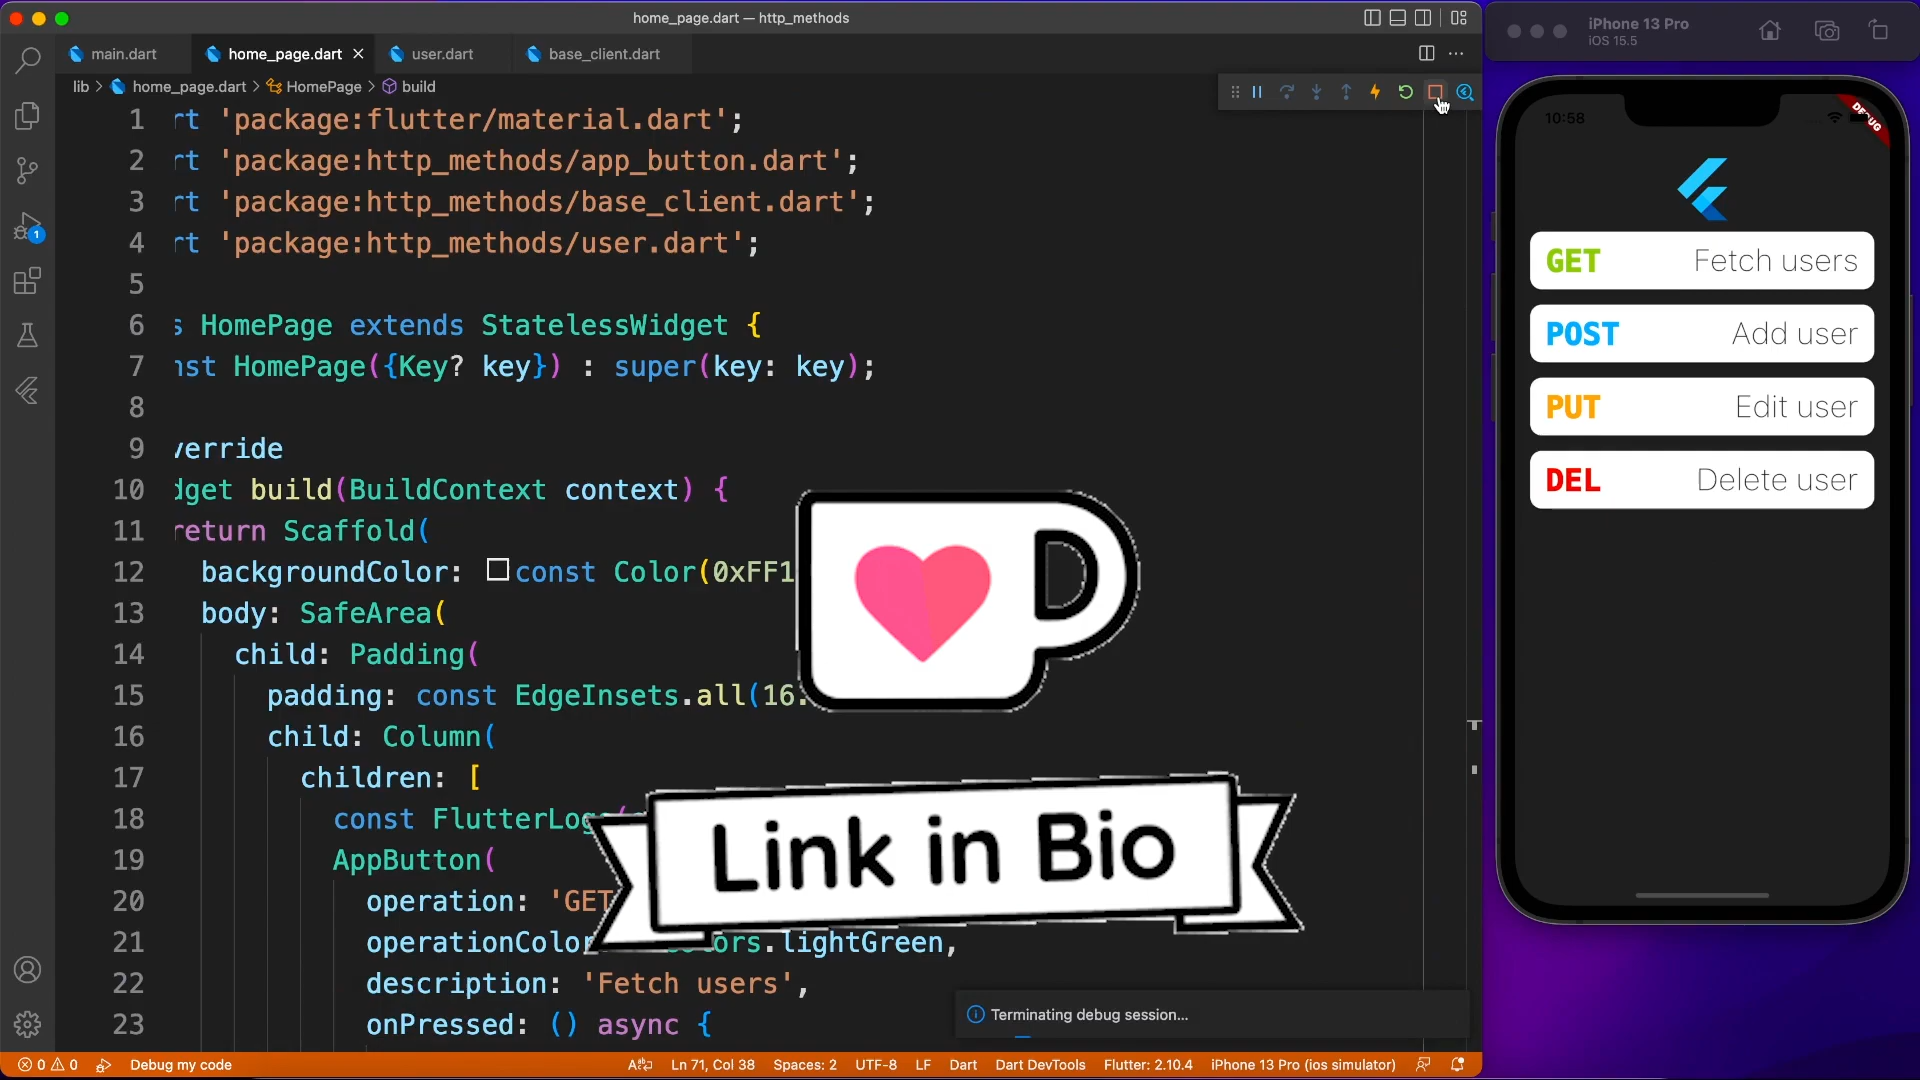 home_page.dart — http_methods
main.dart
home_page.dart
user.dart
base_client.dart
lib > home_page.dart > HomePage > build
1 rt 'package:flutter/material.dart';
2 rt 'package:http_methods/app_button.dart';
3 rt 'package:http_methods/base_client.dart';
4 rt 'package:http_methods/user.dart';
5
6 s HomePage extends StatelessWidget {
7 nst HomePage({Key? key}) : super(key: key);
8
9 verride
10 dget build(BuildContext context) {
11 return Scaffold(
12 backgroundColor: const Color(0xFF1
13 body: SafeArea(
14 child: Padding(
15 padding: const EdgeInsets.all(16.
16 child: Column(
17 children: [
18 const FlutterLogo(
19 AppButton(
20 operation: 'GET
21 operationColor Colors.lightGreen,
22 description: 'Fetch users',
23 onPressed: () async {
Link in Bio
Terminating debug session...
0 0 Debug my code
Ln 71, Col 38 Spaces: 2 UTF-8 LF Dart Dart DevTools Flutter: 2.10.4 iPhone 13 Pro (ios simulator)
1
iPhone 13 Pro
iOS 15.5
10:58
DEBUG
GET Fetch users
POST Add user
PUT Edit user
DEL Delete user